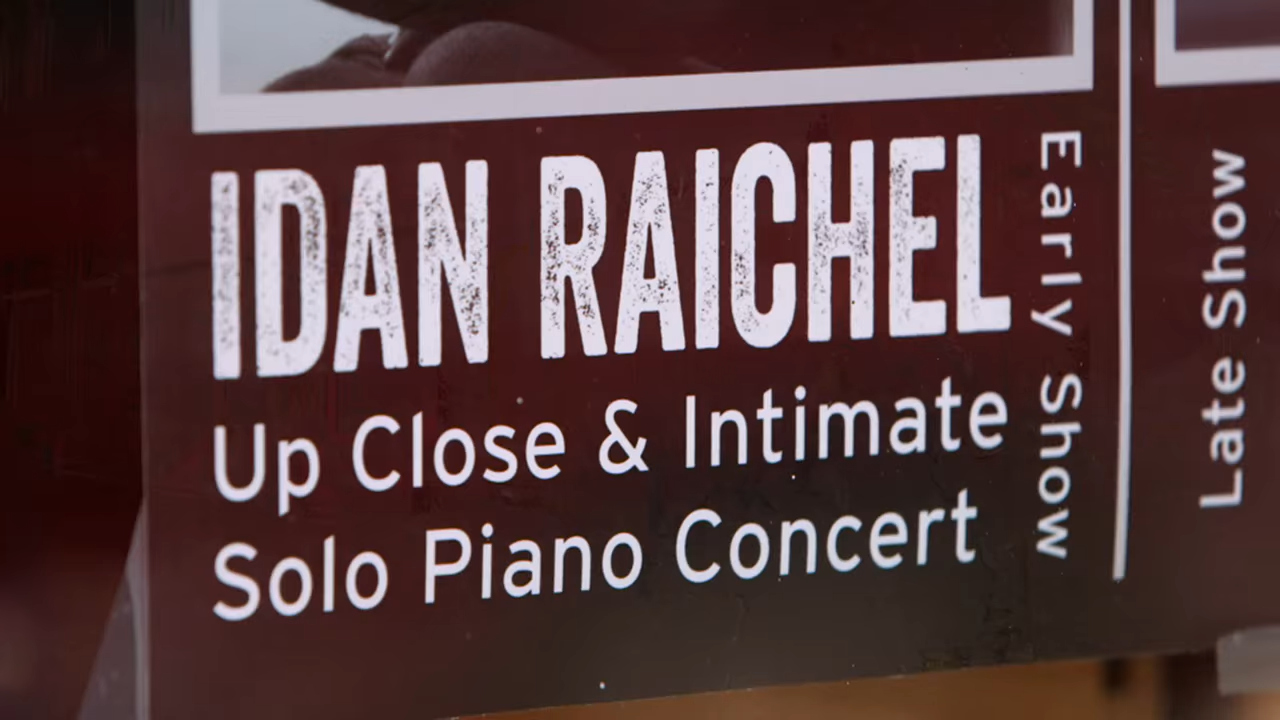 IDAN RAICHEL
Up Close & Intimate
Solo Piano Concert
Early Show
Late Show